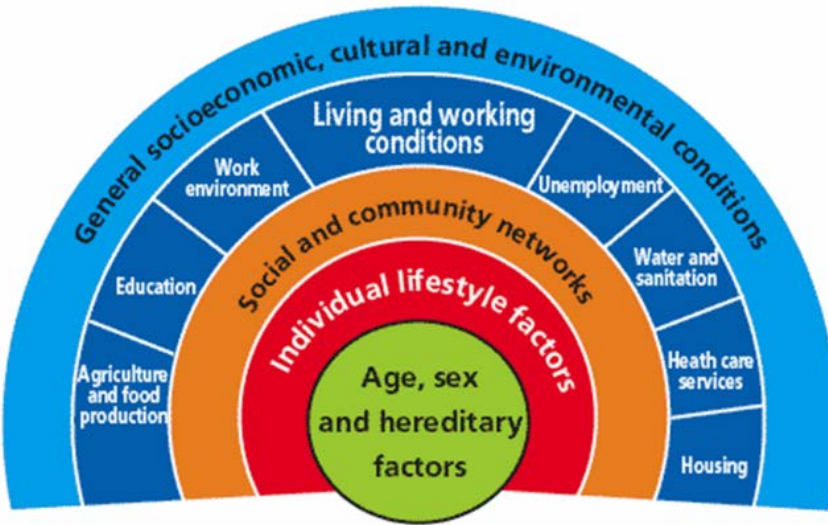 General socioeconomic, cultural and environmental conditions
Living and working
conditions
Work
environment
Unemployment
Education
Water and
sanitation
Agriculture
and food
production
Heath care
services
Housing
Social and community networks
Individual lifestyle factors
Age, sex
and hereditary
factors